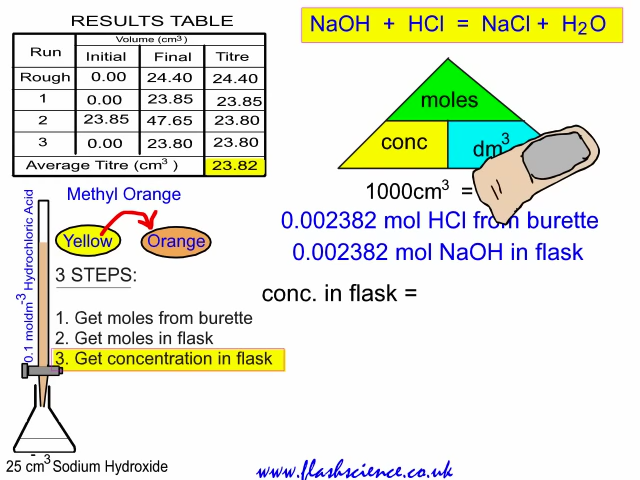 RESULTS TABLE
Run
Volume (cm³)
Initial Final Titre
Rough 0.00 24.40 24.40
1 0.00 23.85 23.85
2 23.85 47.65 23.80
3 0.00 23.80 23.80
Average Titre (cm³) 23.82
NaOH + HCl = NaCl + H₂O
moles
conc dm³
1000cm³ =
0.002382 mol HCl from burette
0.002382 mol NaOH in flask
conc. in flask =
Methyl Orange
Yellow Orange
3 STEPS:
1. Get moles from burette
2. Get moles in flask
3. Get concentration in flask
0.1 moldm⁻³ Hydrochloric Acid
25 cm³ Sodium Hydroxide
www.flashscience.co.uk